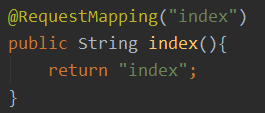 @RequestMapping("index")
public String index(){
    return "index";
}